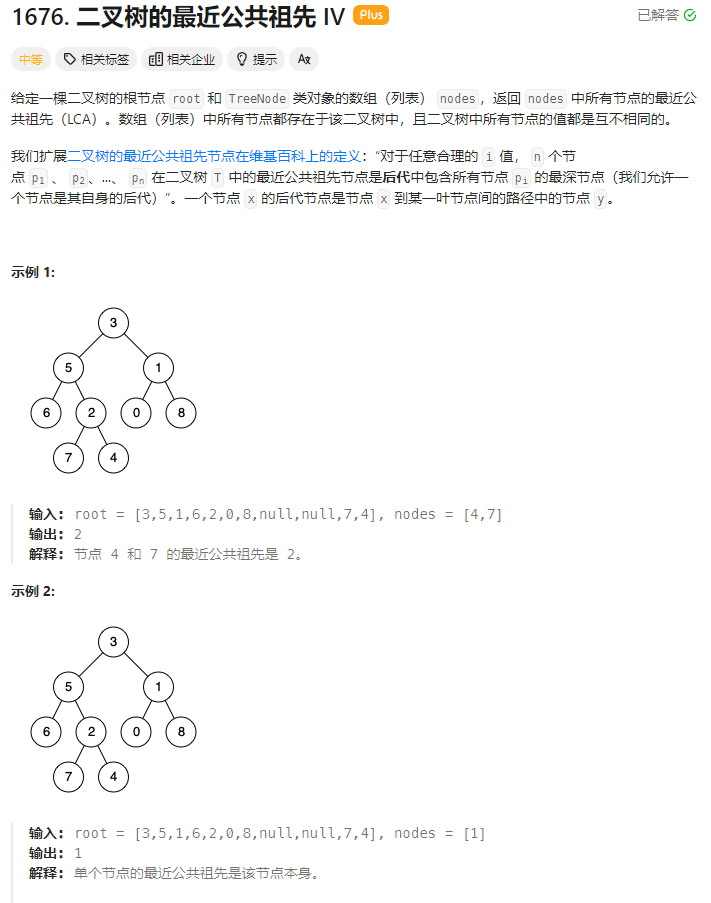 1676. 二叉树的最近公共祖先 IV Plus 已解答
中等 相关标签 相关企业 提示 Aあ
给定一棵二叉树的根节点 root 和 TreeNode 类对象的数组（列表） nodes，返回 nodes 中所有节点的最近公
共祖先（LCA）。数组（列表）中所有节点都存在于该二叉树中，且二叉树中所有节点的值都是互不相同的。
我们扩展二叉树的最近公共祖先节点在维基百科上的定义：“对于任意合理的 i 值， n 个节
点 p1 、 p2、...、 pn 在二叉树 T 中的最近公共祖先节点是后代中包含所有节点 pi 的最深节点（我们允许一
个节点是其自身的后代）”。一个节点 x 的后代节点是节点 x 到某一叶节点间的路径中的节点 y。
示例 1:
3
5 1
6 2 0 8
7 4
输入: root = [3,5,1,6,2,0,8,null,null,7,4], nodes = [4,7]
输出: 2
解释: 节点 4 和 7 的最近公共祖先是 2。
示例 2:
3
5 1
6 2 0 8
7 4
输入: root = [3,5,1,6,2,0,8,null,null,7,4], nodes = [1]
输出: 1
解释: 单个节点的最近公共祖先是该节点本身。